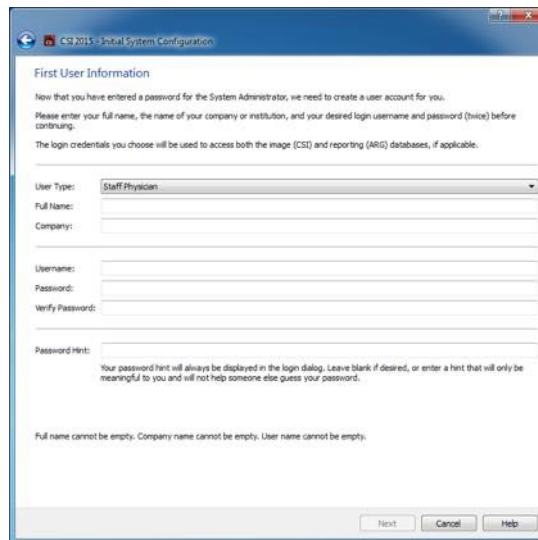 CSI 2015 - Initial System Configuration
First User Information
Now that you have entered a password for the System Administrator, we need to create a user account for you.
Please enter your full name, the name of your company or institution, and your desired login username and password (twice) before
continuing.
The login credentials you choose will be used to access both the image (CSI) and reporting (ARG) databases, if applicable.
User Type: Staff Physician
Full Name:
Company:
Username:
Password:
Verify Password:
Password Hint:
Your password hint will always be displayed in the login dialog. Leave blank if desired, or enter a hint that will only be
meaningful to you and will not help someone else guess your password.
Full name cannot be empty. Company name cannot be empty. User name cannot be empty.
Next Cancel Help